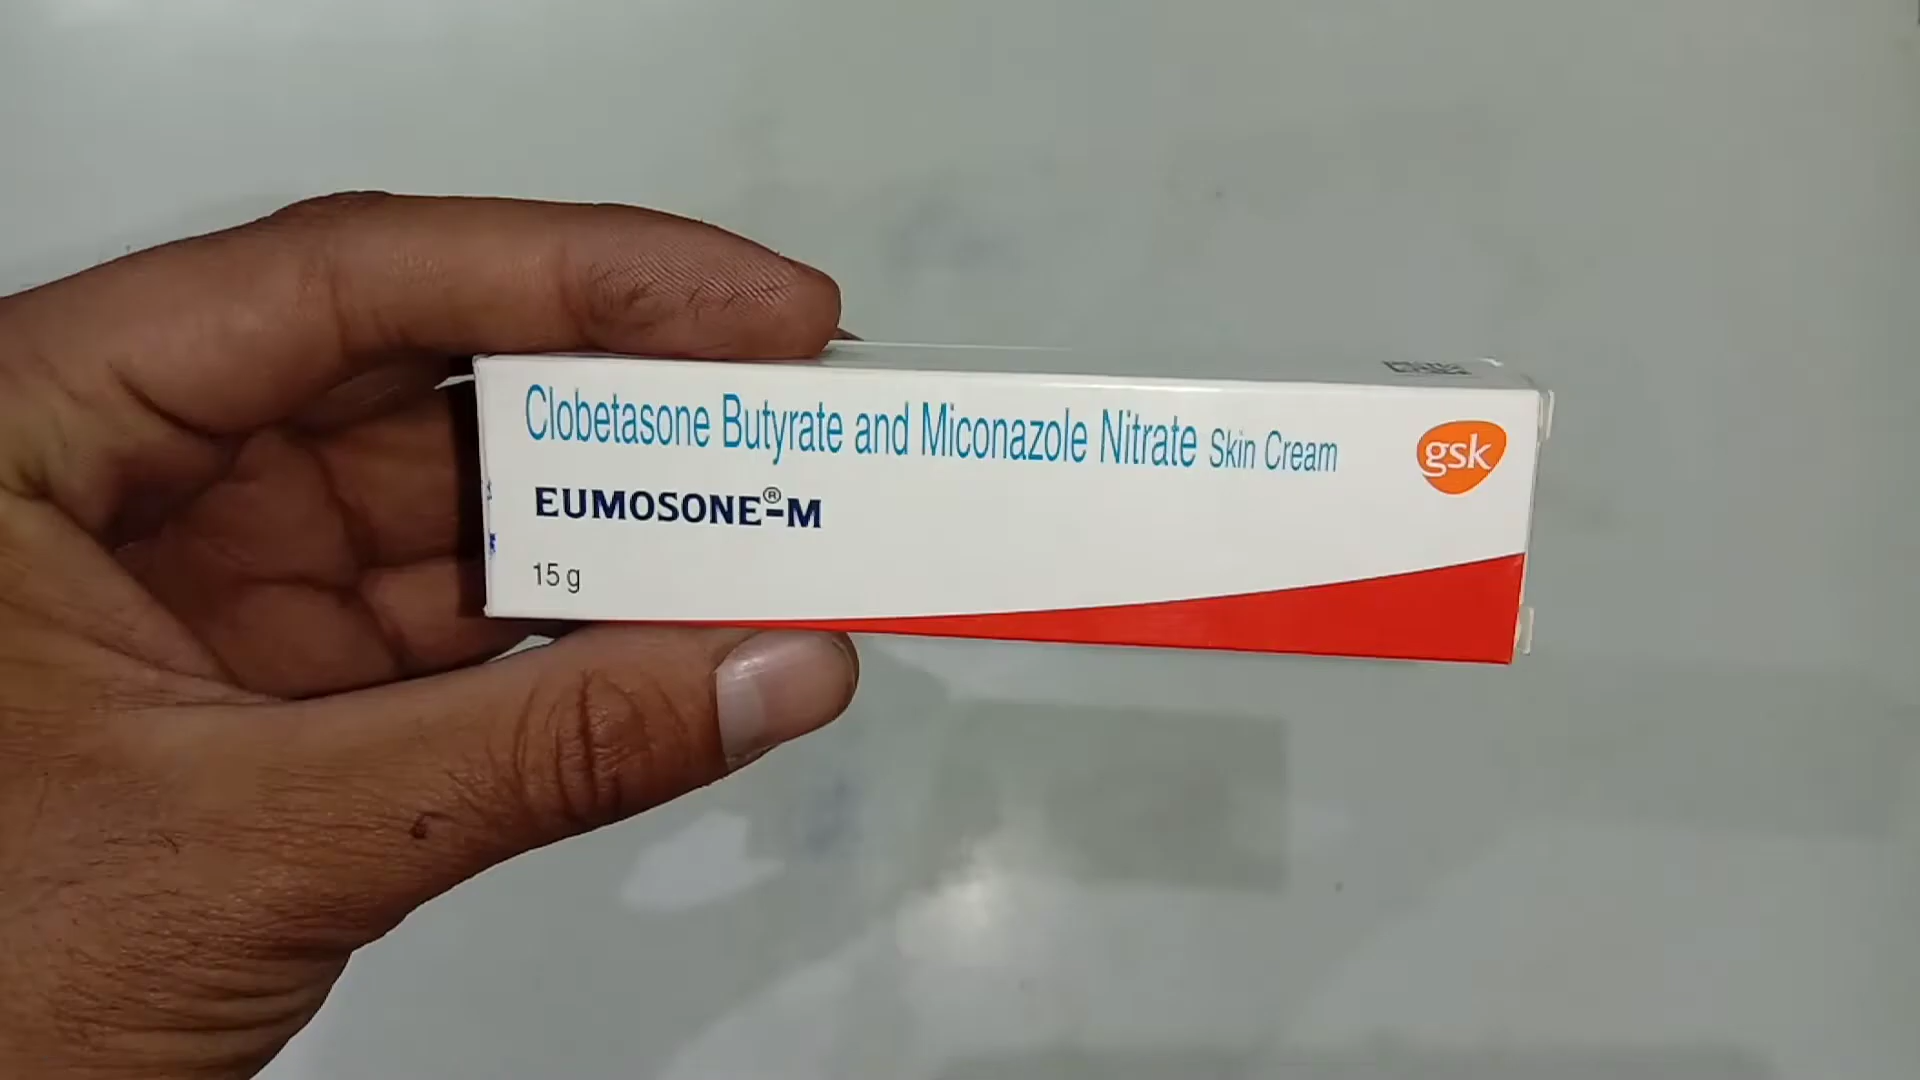 Clobetasone Butyrate and Miconazole Nitrate Skin Cream
gsk
EUMOSONE®-M
15 g